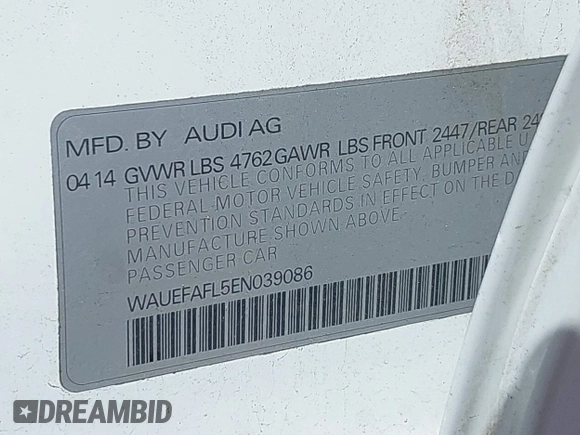 MFD. BY AUDI AG
04 14 GVWR LBS 4762 GAWR LBS FRONT 2447/REAR
THIS VEHICLE CONFORMS TO ALL APPLICABLE
FEDERAL MOTOR VEHICLE SAFETY, BUMPER AND
PREVENTION STANDARDS IN EFFECT ON THE
MANUFACTURE SHOWN ABOVE.
PASSENGER CAR
WAUEFAFL5EN039086
DREAMBID